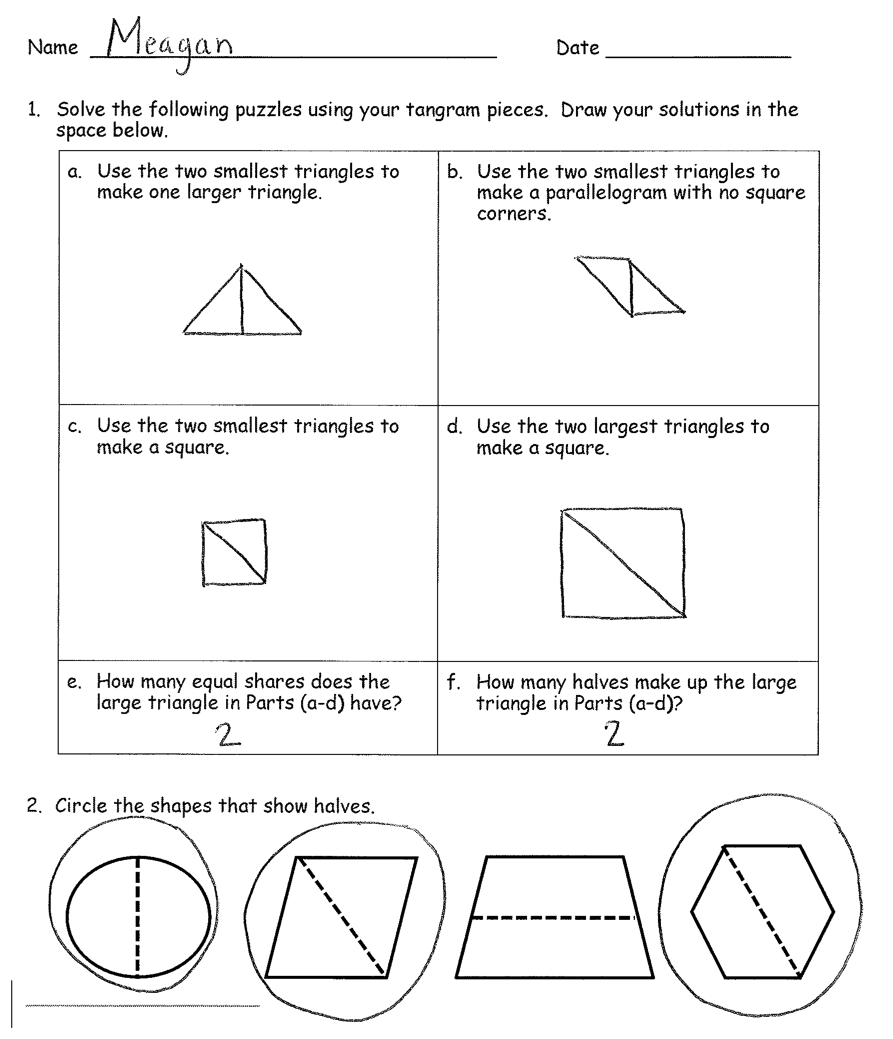 Name Meagan Date
1. Solve the following puzzles using your tangram pieces. Draw your solutions in the
space below.
a. Use the two smallest triangles to
make one larger triangle.
b. Use the two smallest triangles to
make a parallelogram with no square
corners.
c. Use the two smallest triangles to
make a square.
d. Use the two largest triangles to
make a square.
e. How many equal shares does the
large triangle in Parts (a-d) have?
2
f. How many halves make up the large
triangle in Parts (a-d)?
2
2. Circle the shapes that show halves.